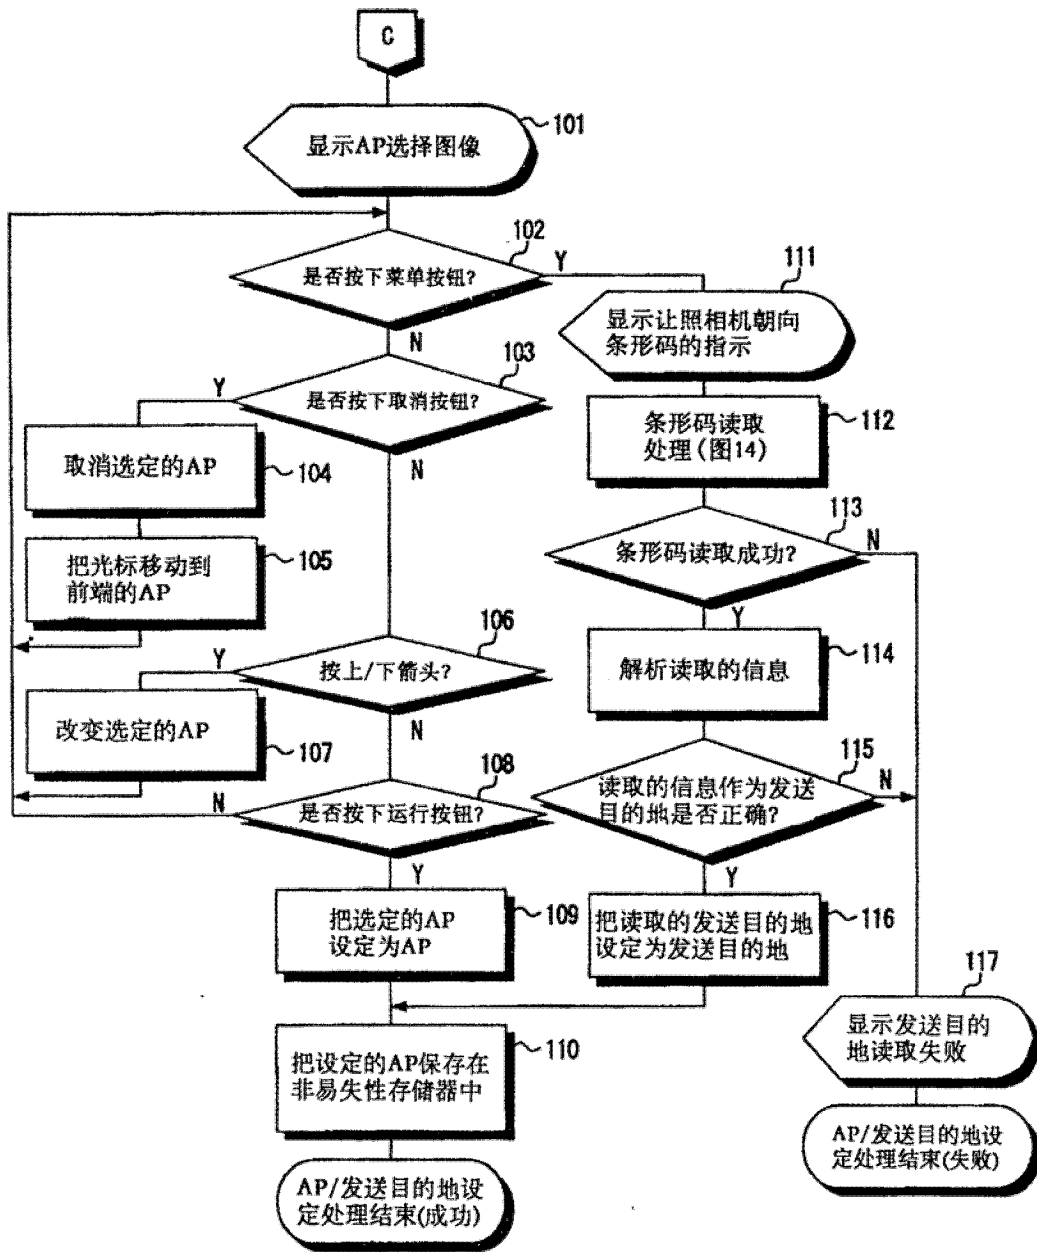 C
显示AP选择图像
101
是否按下菜单按钮?
102
Y
N
显示让照相机朝向
条形码的指示
111
是否按下取消按钮?
103
Y
N
条形码读取
处理(图14)
112
取消选定的AP
104
条形码读取成功?
113
N
Y
把光标移动到
前端的AP
105
按上/下箭头?
106
Y
N
解析读取的信息
114
改变选定的AP
107
读取的信息作为发送
目的地是否正确?
115
N
Y
是否按下运行按钮?
108
N
Y
把选定的AP
设定为AP
109
把读取的发送目的地
设定为发送目的地
116
显示发送目的
地读取失败
117
把设定的AP保存在
非易失性存储器中
110
AP/发送目的地设
定处理结束(失败)
AP/发送目的地设
定处理结束(成功)